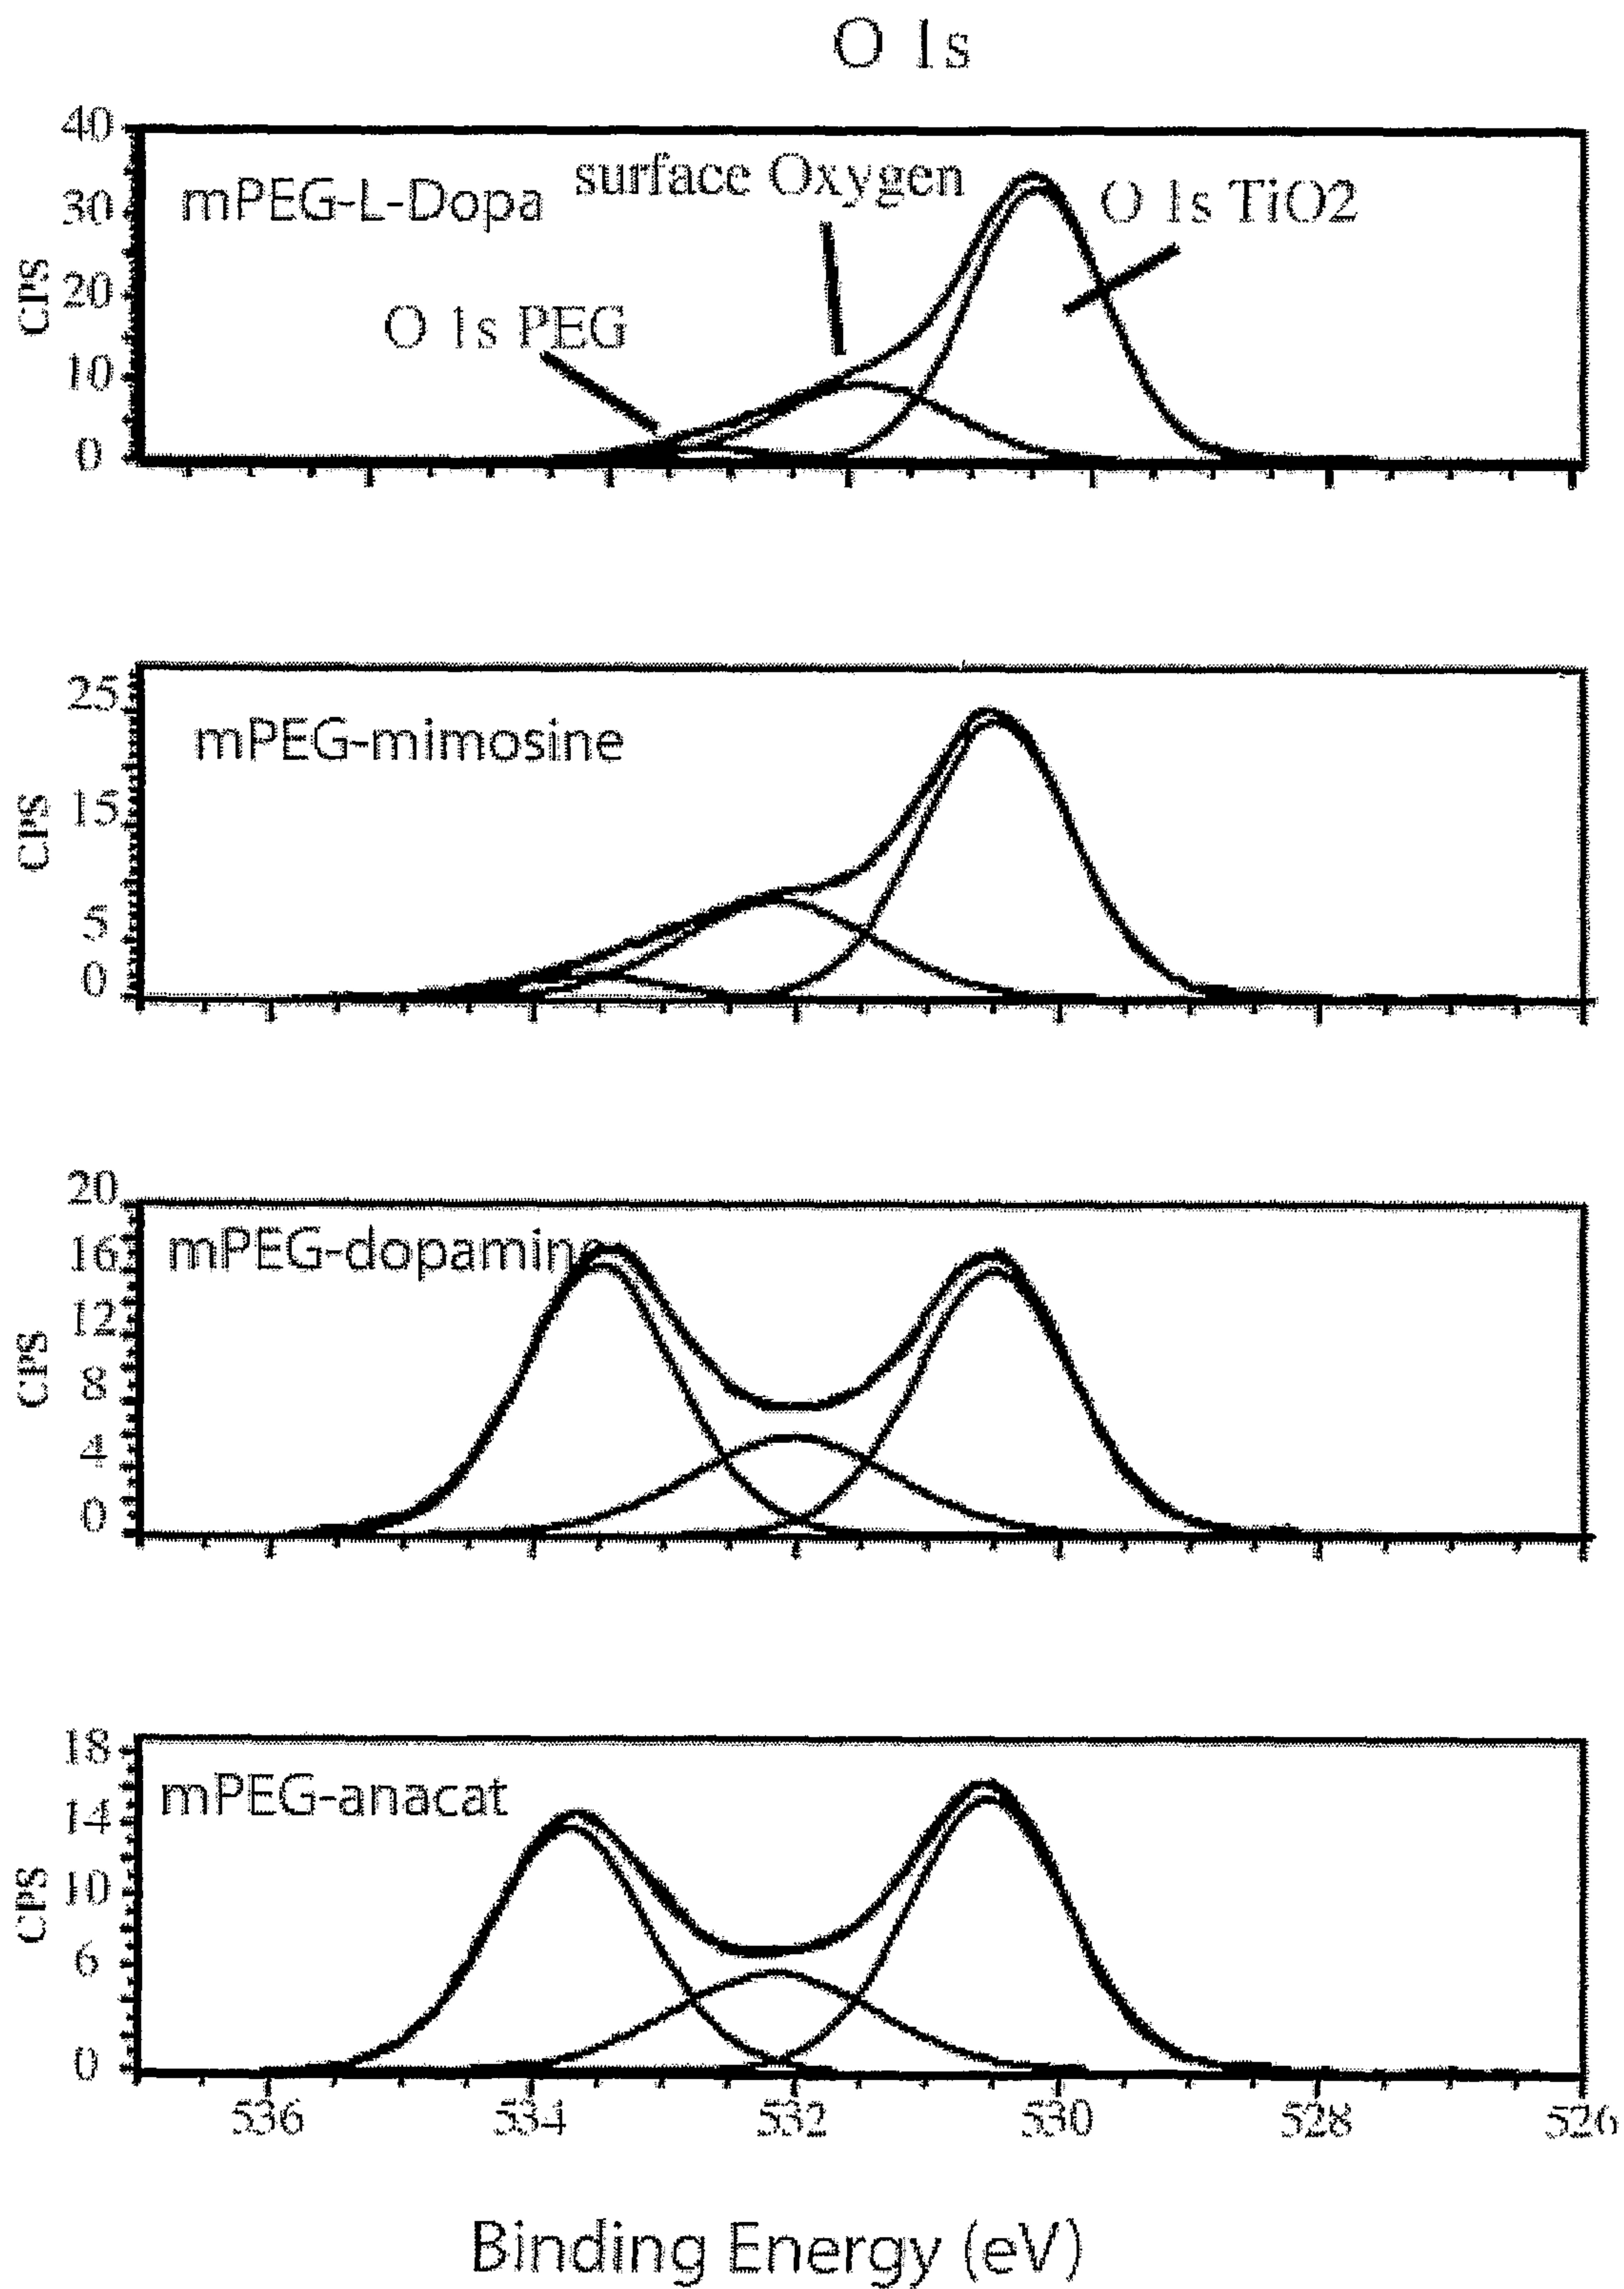 O 1s
40
mPEG-L-Dopa
surface Oxygen
O 1s TiO2
30
CPS
20
O 1s PEG
10
0
25
mPEG-mimosine
CPS
15
5
0
20
mPEG-dopamine
16
12
CPS
8
4
0
18
mPEG-anacat
14
CPS
10
6
0
536 534 532 530 528 526
Binding Energy (eV)